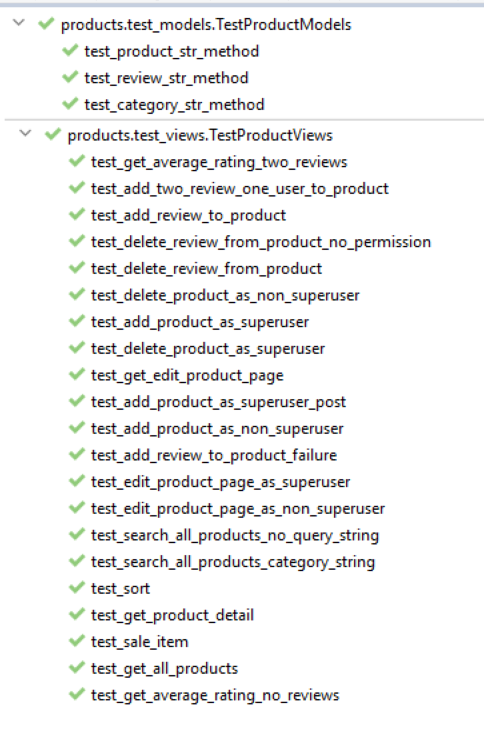 products.test_models.TestProductModels
test_product_str_method
test_review_str_method
test_category_str_method
products.test_views.TestProductViews
test_get_average_rating_two_reviews
test_add_two_review_one_user_to_product
test_add_review_to_product
test_delete_review_from_product_no_permission
test_delete_review_from_product
test_delete_product_as_non_superuser
test_add_product_as_superuser
test_delete_product_as_superuser
test_get_edit_product_page
test_add_product_as_superuser_post
test_add_product_as_non_superuser
test_add_review_to_product_failure
test_edit_product_page_as_superuser
test_edit_product_page_as_non_superuser
test_search_all_products_no_query_string
test_search_all_products_category_string
test_sort
test_get_product_detail
test_sale_item
test_get_all_products
test_get_average_rating_no_reviews